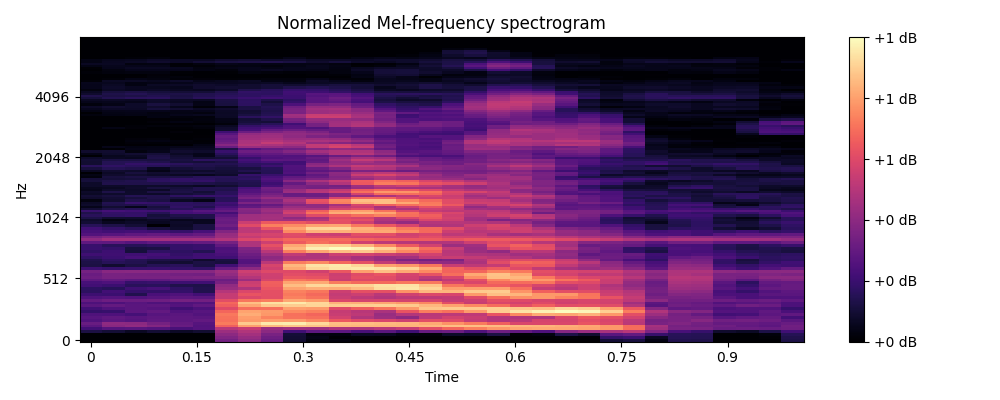 Normalized Mel-frequency spectrogram
Hz
4096
2048
1024
512
0
0 0.15 0.3 0.45 0.6 0.75 0.9
Time
+1 dB
+1 dB
+1 dB
+0 dB
+0 dB
+0 dB